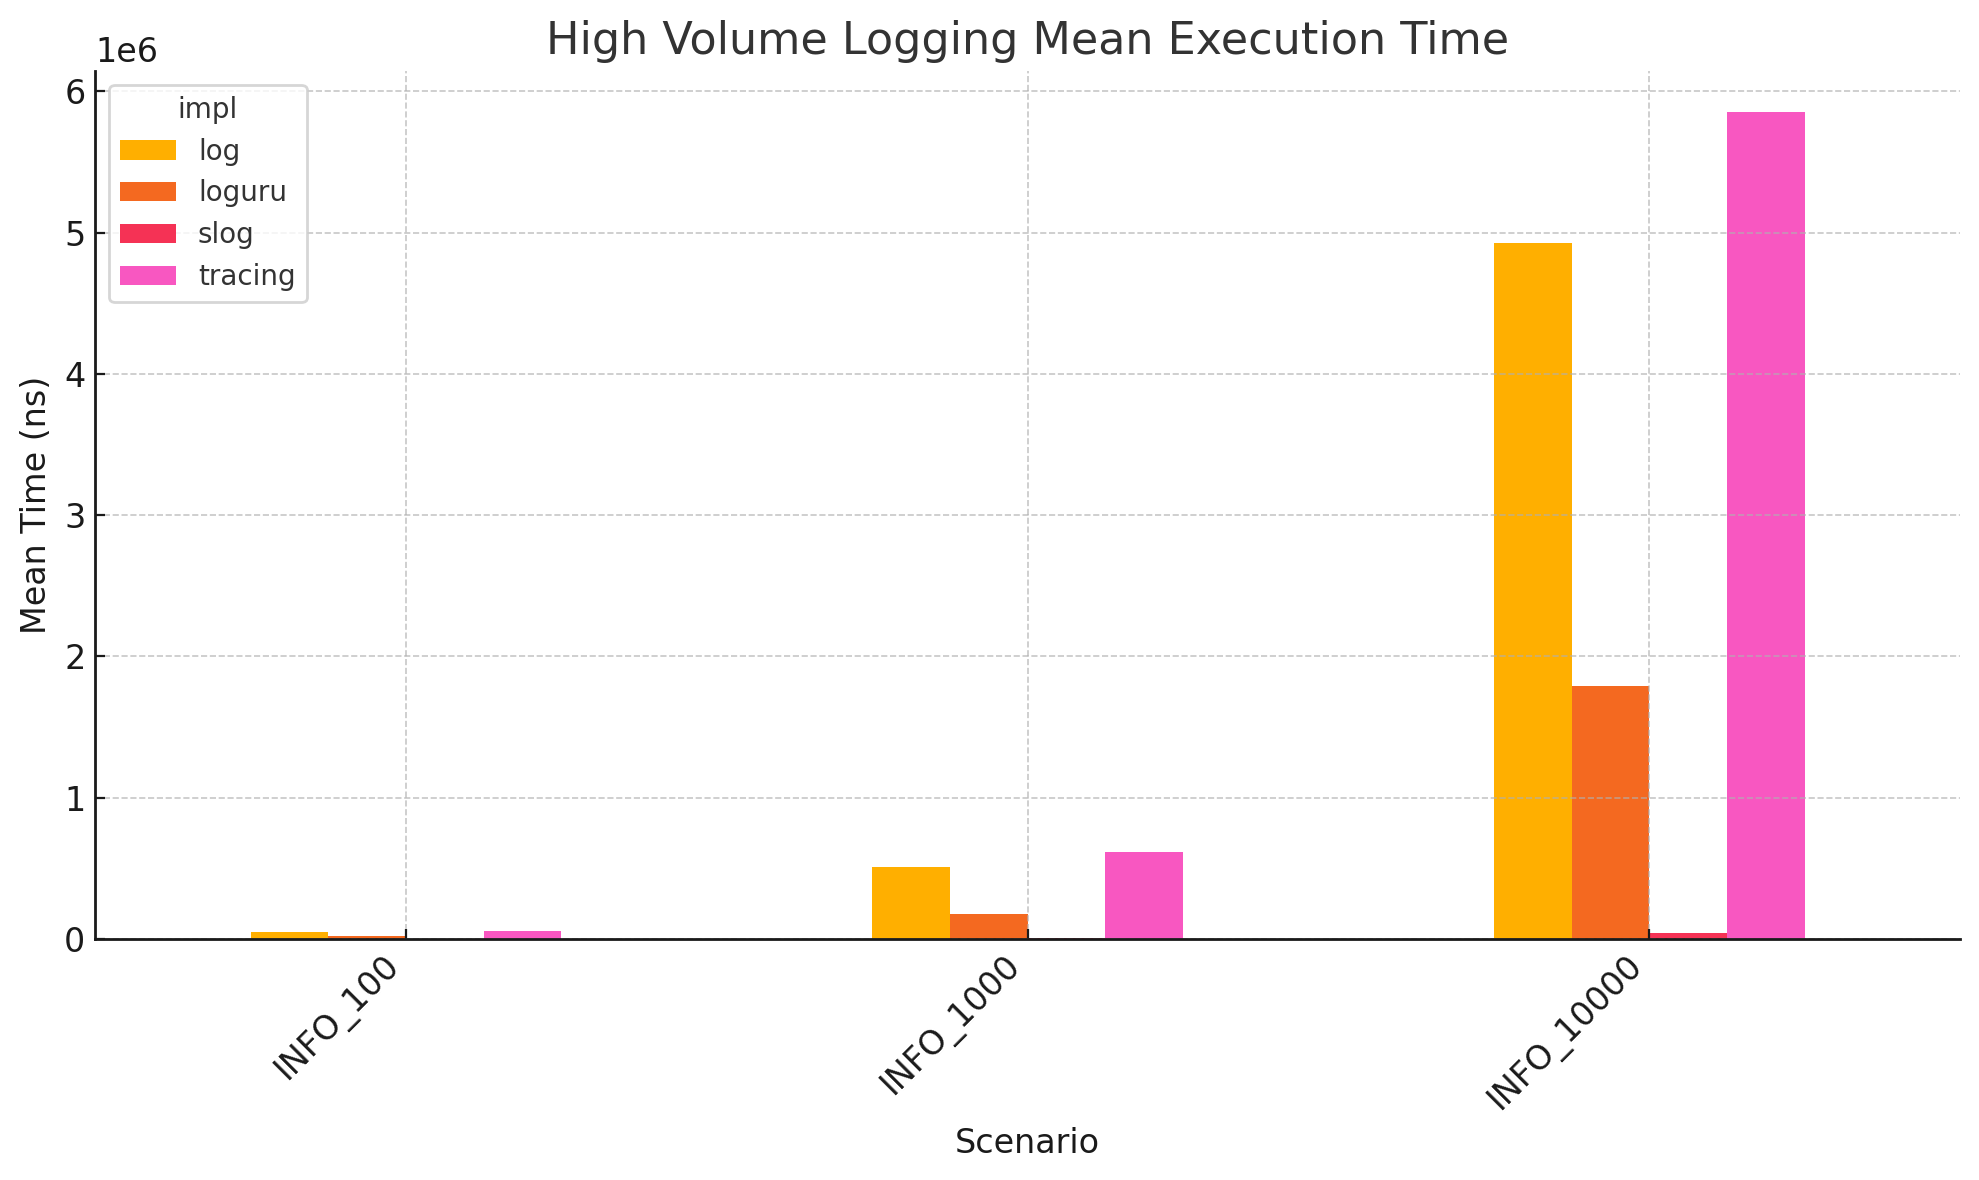 High Volume Logging Mean Execution Time
1e6
impl
log
loguru
slog
tracing
6
5
4
3
2
1
0
Mean Time (ns)
INFO_100
INFO_1000
INFO_10000
Scenario